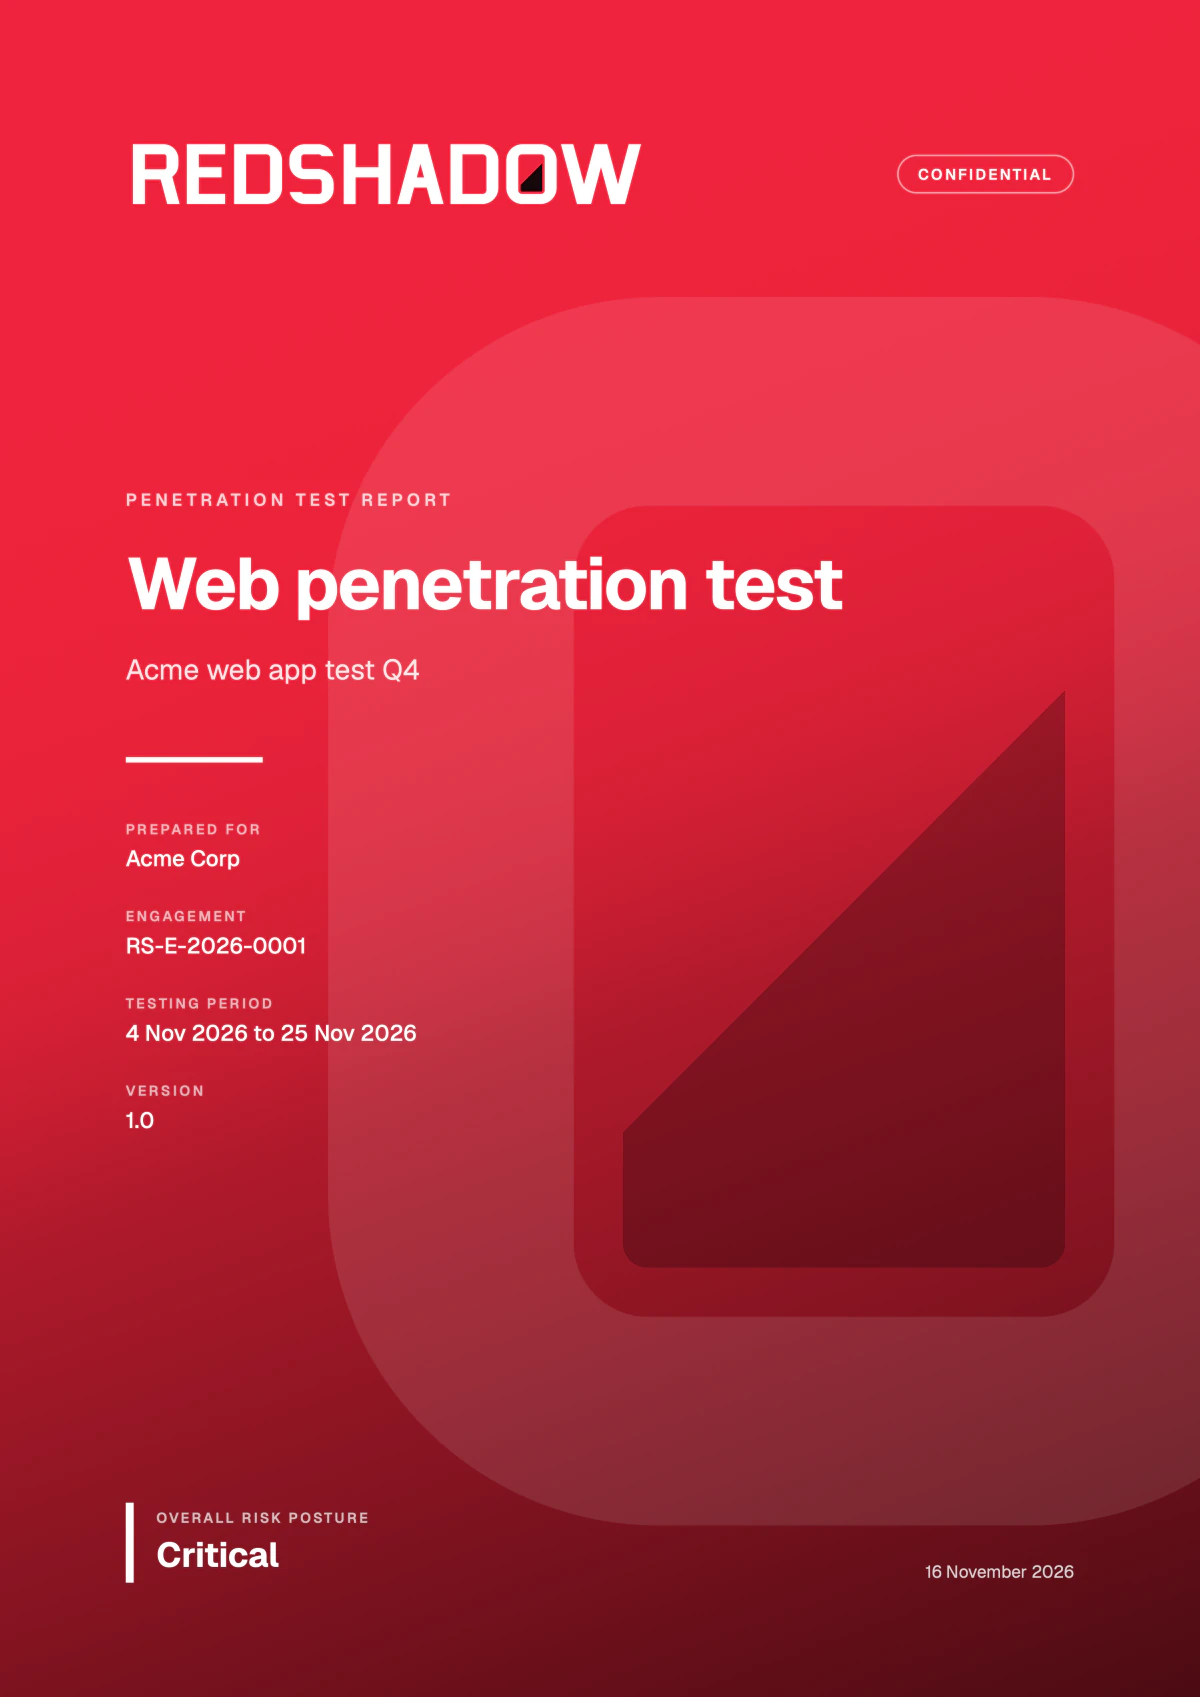 REDSHADOW
CONFIDENTIAL
PENETRATION TEST REPORT
Web penetration test
Acme web app test Q4
PREPARED FOR
Acme Corp
ENGAGEMENT
RS-E-2026-0001
TESTING PERIOD
4 Nov 2026 to 25 Nov 2026
VERSION
1.0
OVERALL RISK POSTURE
Critical
16 November 2026